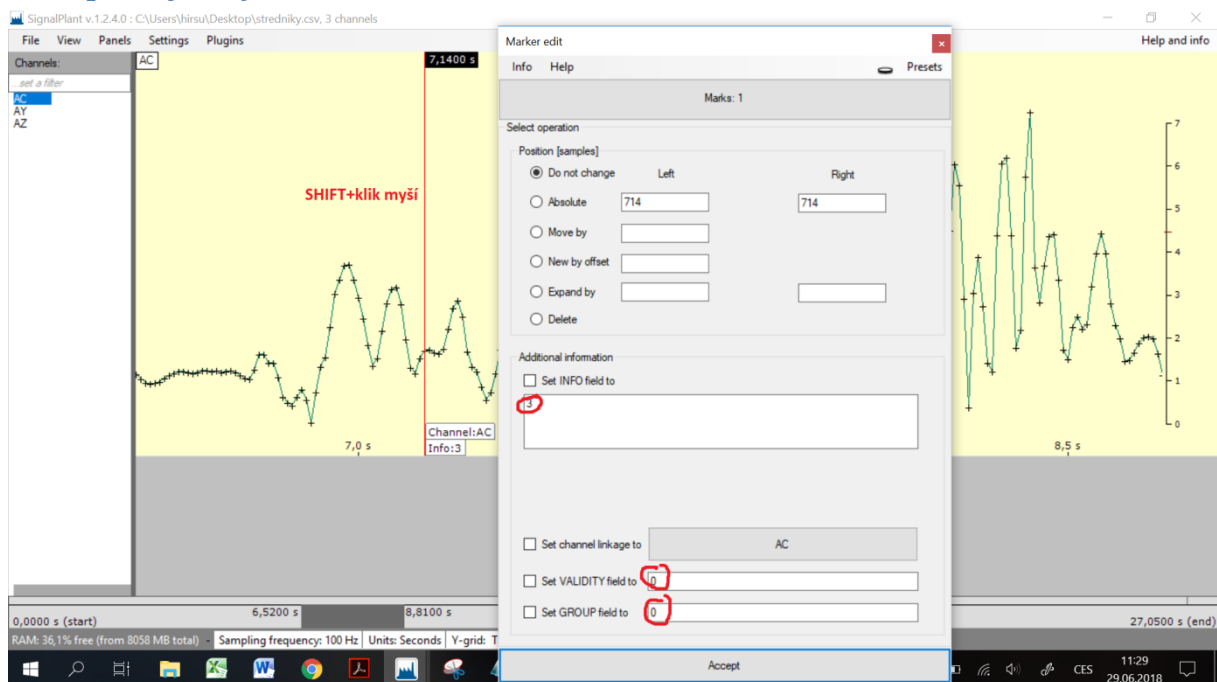 SignalPlant v.1.2.4.0 : C:\Users\hirsu\Desktop\stredniky.csv, 3 channels
File View Panels Settings Plugins
Help and info
Channels:
...set a filter
AC
AY
AZ
AC
7,1400 s
SHIFT+klik myší
Channel:AC
Info:3
7,0 s
Marker edit
Info Help
Presets
Marks: 1
Select operation
Position [samples]
Do not change Left Right
Absolute 714 714
Move by
New by offset
Expand by
Delete
Additional information
Set INFO field to
3
Set channel linkage to AC
Set VALIDITY field to 0
Set GROUP field to 0
Accept
7
6
5
4
3
2
1
0
8,5 s
0,0000 s (start) 6,5200 s 8,8100 s 27,0500 s (end)
RAM: 36,1% free (from 8058 MB total) - Sampling frequency: 100 Hz Units: Seconds Y-grid: T
CES
11:29
29.06.2018